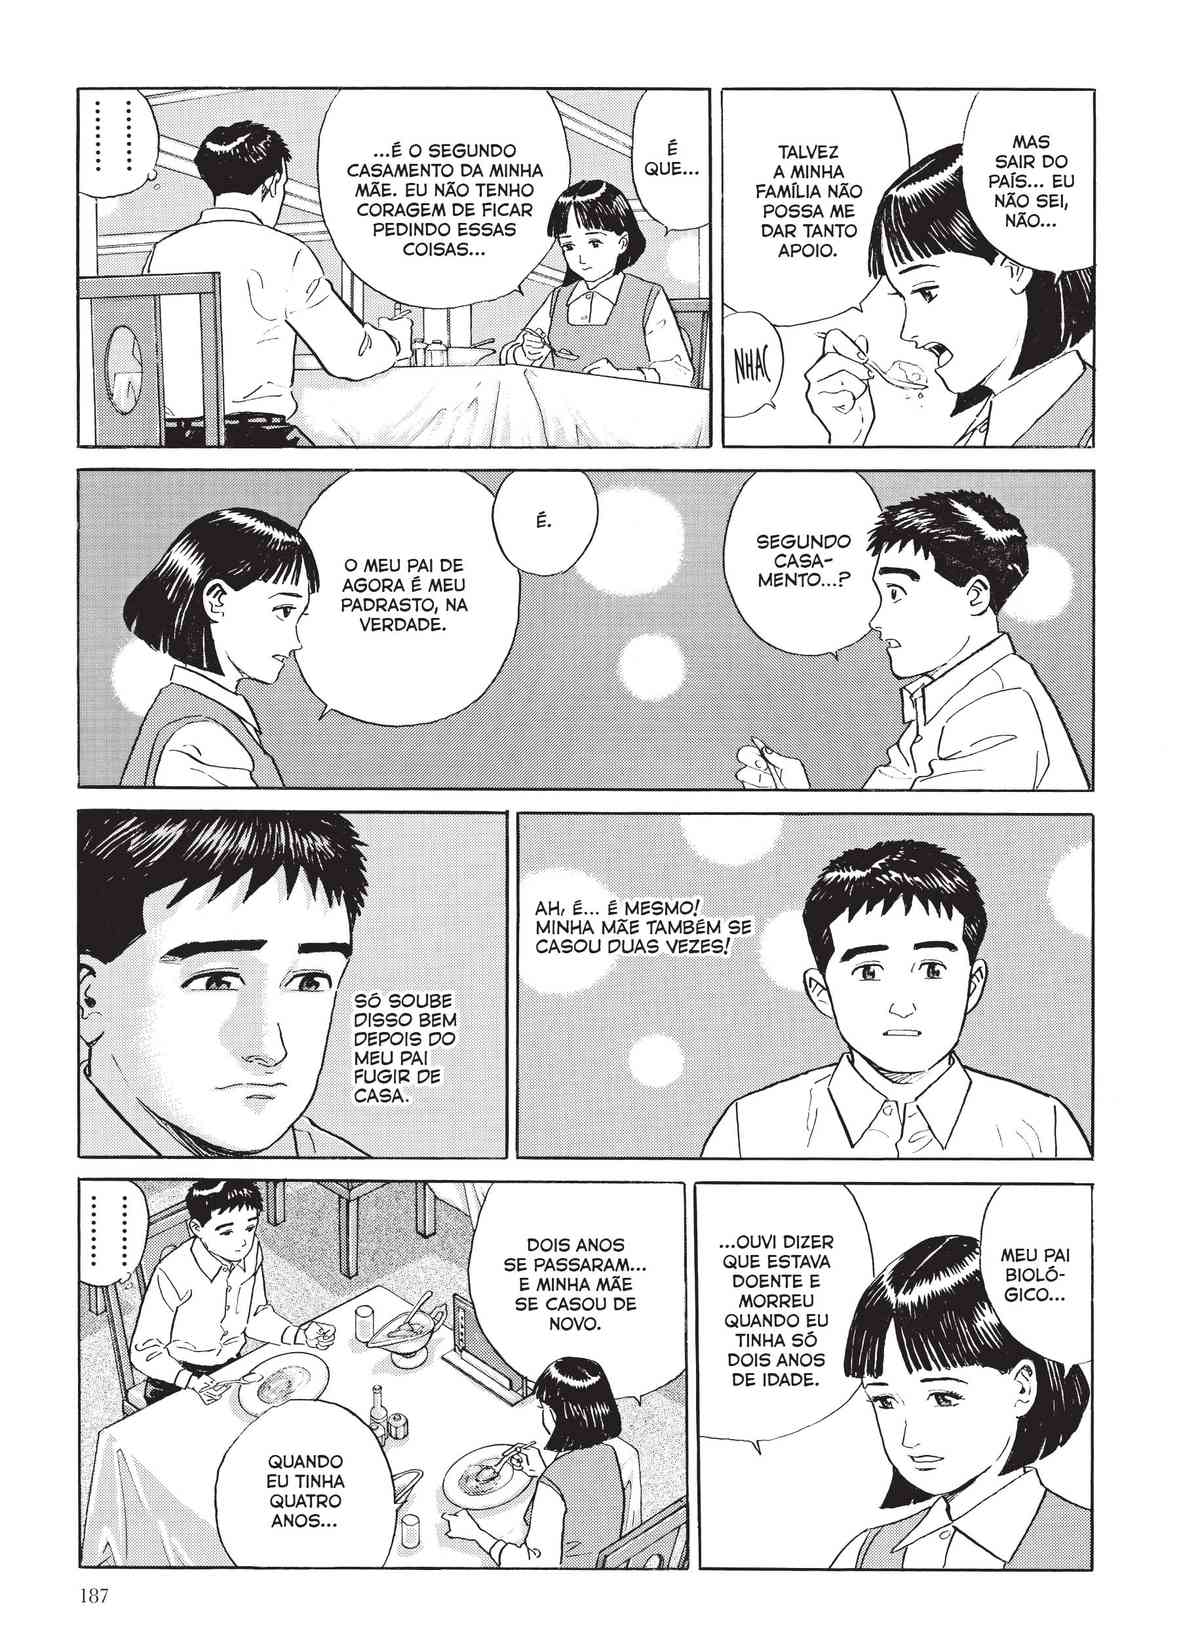 MAS
SAIR DO
PAÍS... EU
NÃO SEI,
NÃO...
TALVEZ
A MINHA
FAMÍLIA NÃO
POSSA ME
DAR TANTO
APOIO.
NHAC
É
QUE...
...É O SEGUNDO
CASAMENTO DA MINHA
MÃE. EU NÃO TENHO
CORAGEM DE FICAR
PEDINDO ESSAS
COISAS...
SEGUNDO
CASA-
MENTO...?
É.
O MEU PAI DE
AGORA É MEU
PADRASTO, NA
VERDADE.
AH, É... É MESMO!
MINHA MÃE TAMBÉM SE
CASOU DUAS VEZES!
SÓ SOUBE
DISSO BEM
DEPOIS DO
MEU PAI
FUGIR DE
CASA.
MEU PAI
BIOLÓ-
GICO...
...OUVI DIZER
QUE ESTAVA
DOENTE E
MORREU
QUANDO EU
TINHA SÓ
DOIS ANOS
DE IDADE.
DOIS ANOS
SE PASSARAM...
E MINHA MÃE
SE CASOU DE
NOVO.
QUANDO
EU TINHA
QUATRO
ANOS...
187